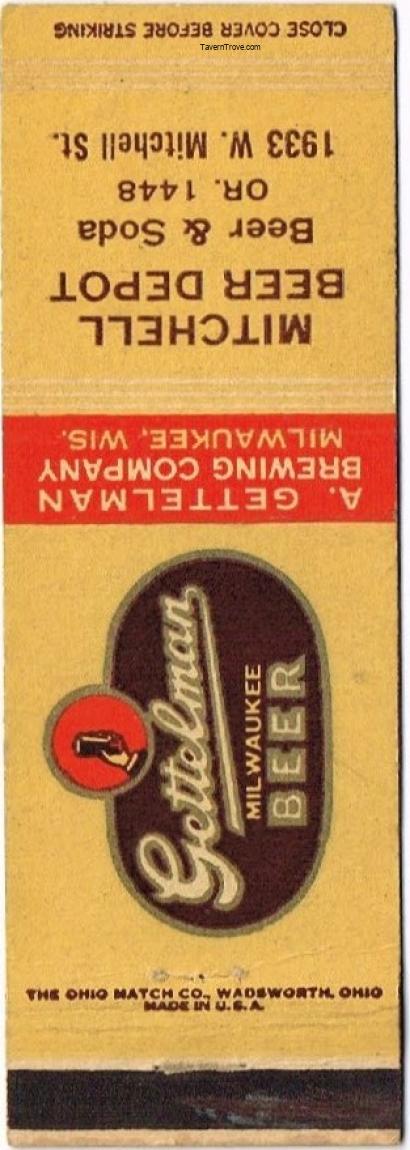 CLOSE COVER BEFORE STRIKING
TavernTrove.com
MITCHELL
BEER DEPOT
Beer & Soda
OR. 1448
1933 W. Mitchell St.
A. GETTELMAN
BREWING COMPANY
MILWAUKEE, WIS.
Gettelman
MILWAUKEE
BEER
THE OHIO MATCH CO., WADSWORTH, OHIO
MADE IN U.S.A.